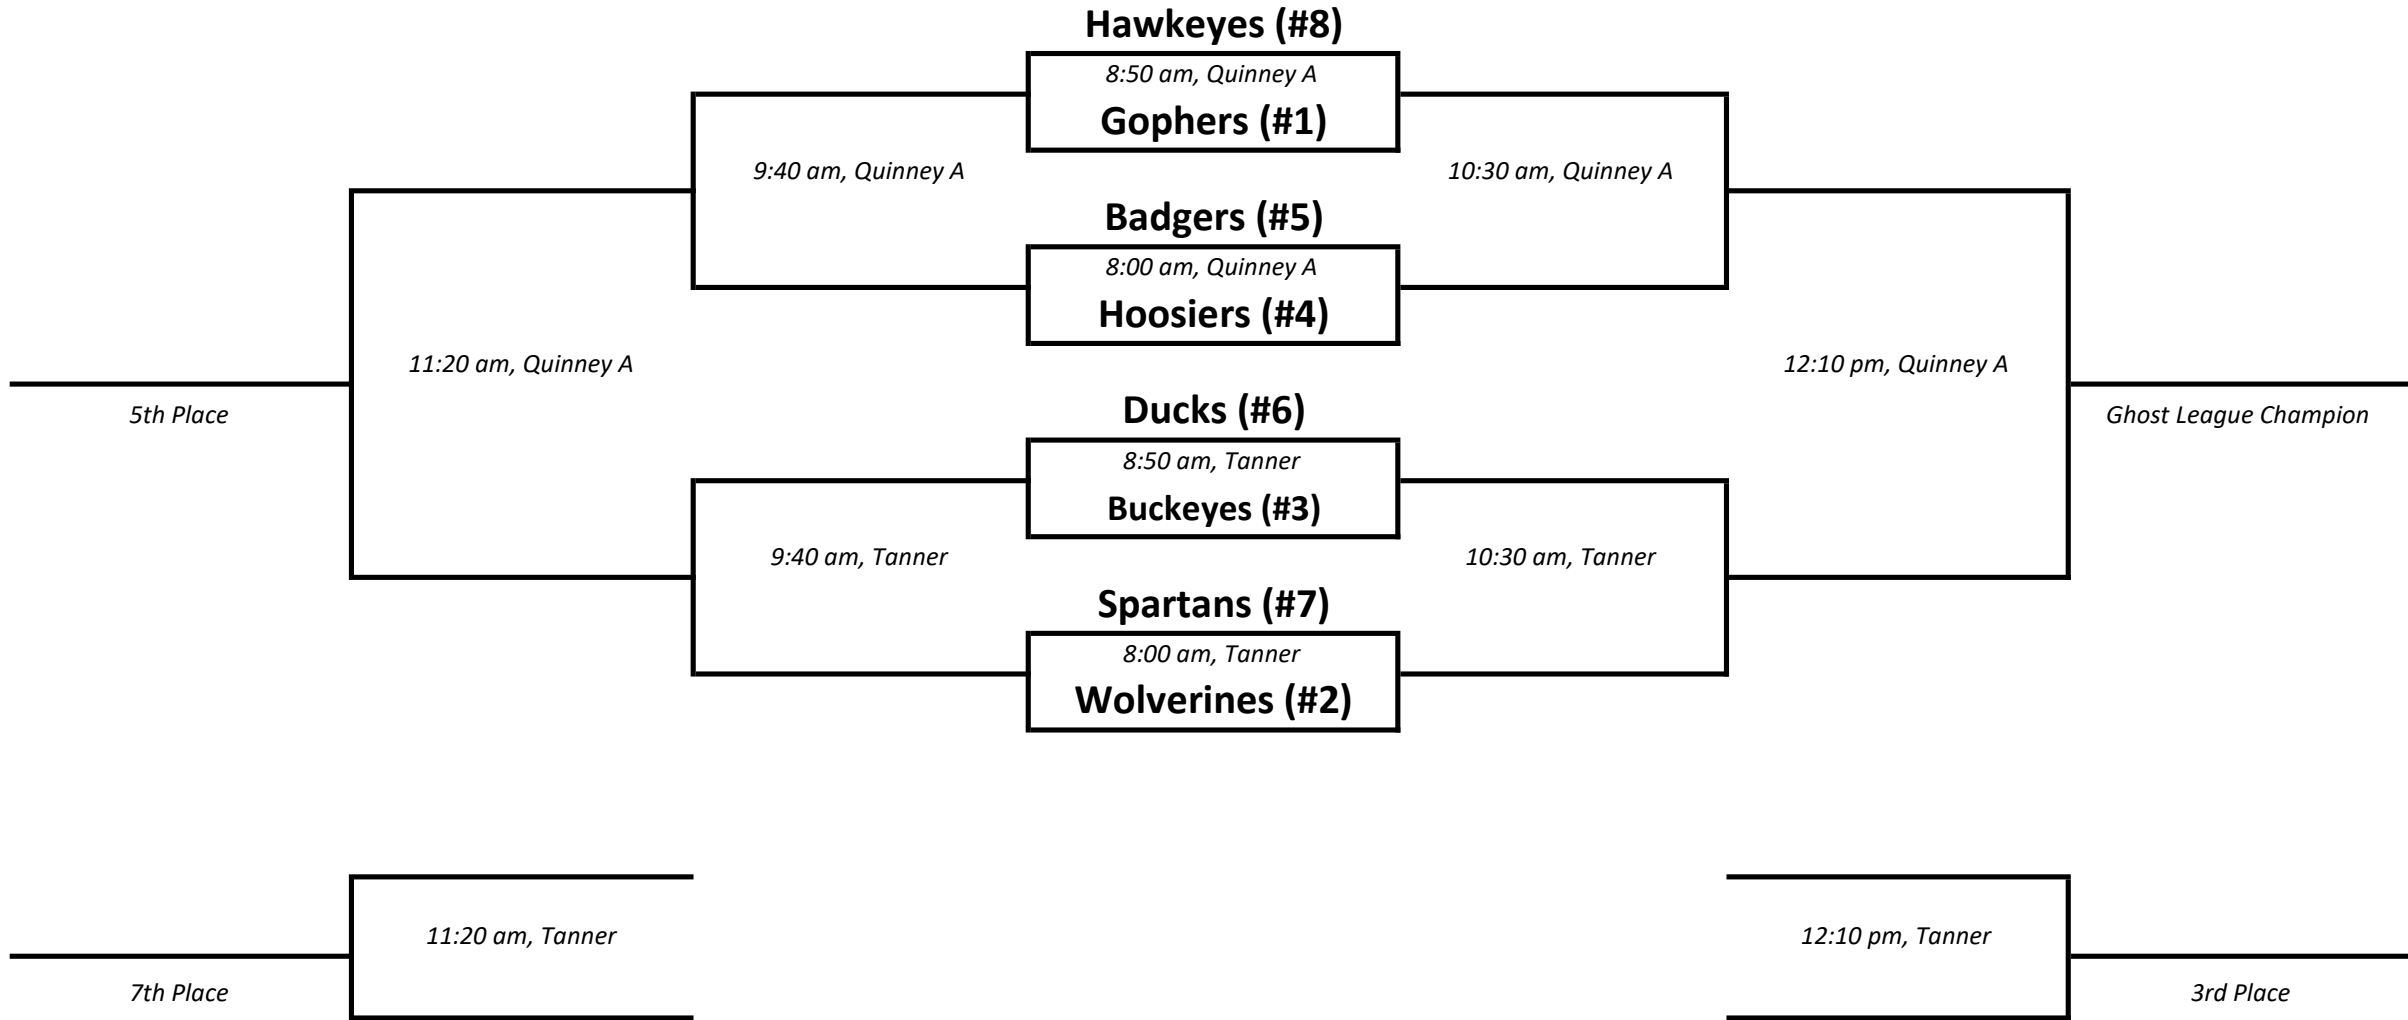 Hawkeyes (#8)
8:50 am, Quinney A
Gophers (#1)
9:40 am, Quinney A
10:30 am, Quinney A
Badgers (#5)
8:00 am, Quinney A
Hoosiers (#4)
11:20 am, Quinney A
12:10 pm, Quinney A
5th Place
Ducks (#6)
Ghost League Champion
8:50 am, Tanner
Buckeyes (#3)
9:40 am, Tanner
10:30 am, Tanner
Spartans (#7)
8:00 am, Tanner
Wolverines (#2)
11:20 am, Tanner
12:10 pm, Tanner
7th Place
3rd Place